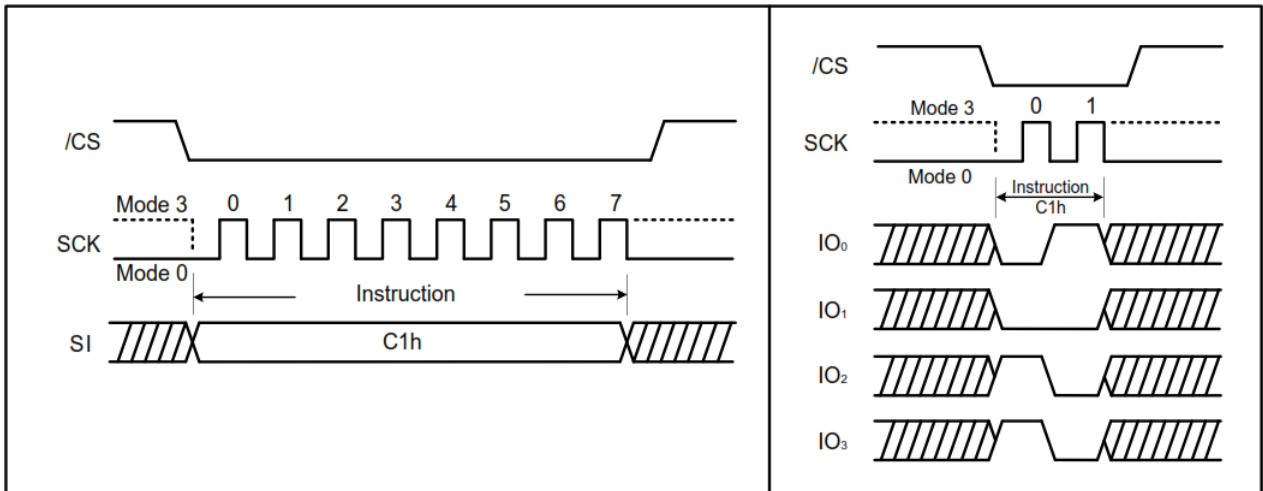 /CS
Mode 3 0 1 2 3 4 5 6 7
SCK
Mode 0
Instruction
SI C1h
/CS
Mode 3 0 1
SCK
Mode 0
Instruction
C1h
IO₀
IO₁
IO₂
IO₃